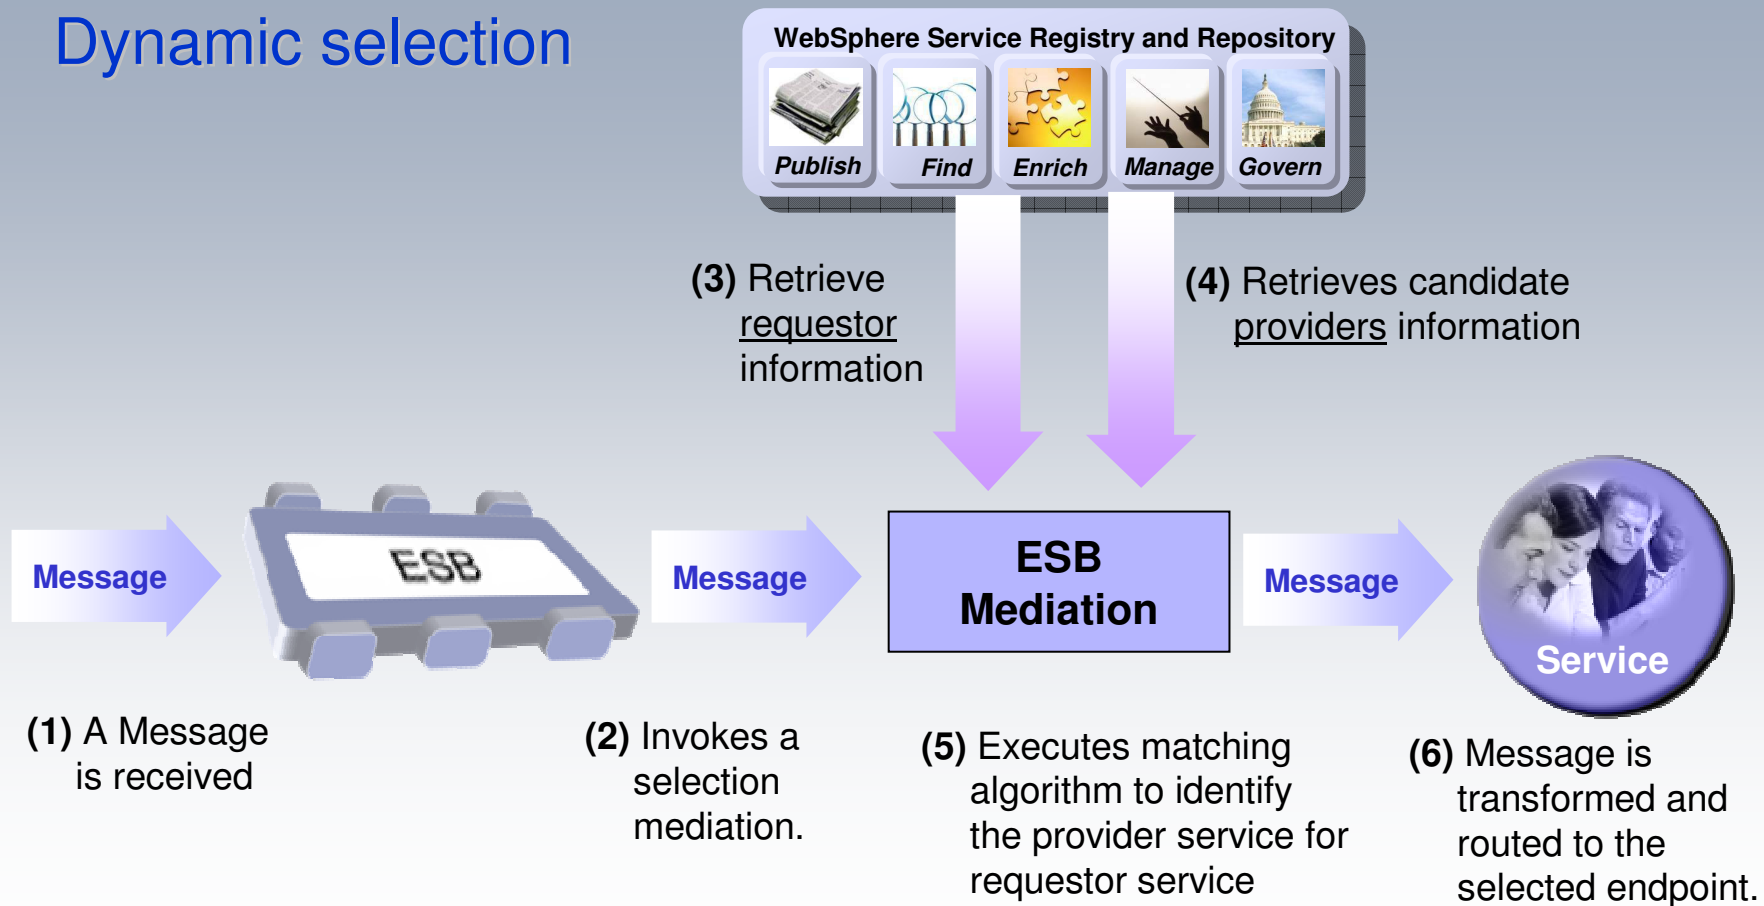 Dynamic selection
WebSphere Service Registry and Repository
Publish
Find
Enrich
Manage
Govern
(3) Retrieve
requestor
information
(4) Retrieves candidate
providers information
Message
ESB
Message
ESB
Mediation
Message
Service
(1) A Message
is received
(2) Invokes a
selection
mediation.
(5) Executes matching
algorithm to identify
the provider service for
requestor service
(6) Message is
transformed and
routed to the
selected endpoint.